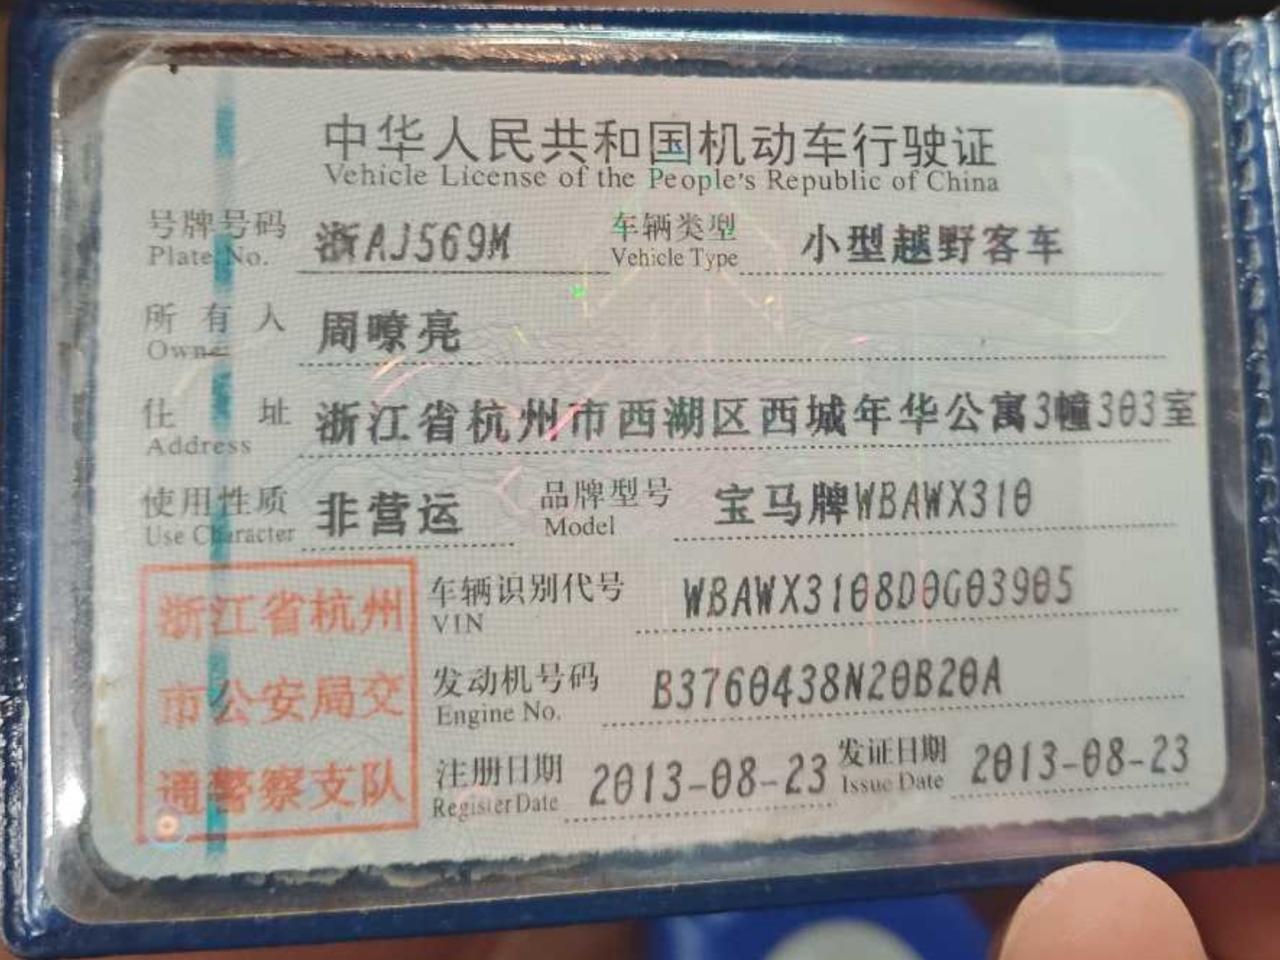 中华人民共和国机动车行驶证
Vehicle License of the People's Republic of China
号牌号码 浙AJ569M 车辆类型 小型越野客车
Plate No. Vehicle Type
所有人 周嘹亮
Owner
住址 浙江省杭州市西湖区西城年华公寓3幢303室
Address
使用性质 非营运 品牌型号 宝马牌WBAWX310
Use Character Model
浙江省杭州 车辆识别代号 WBAWX3108D0G03905
VIN
市公安局交 发动机号码 B3760438N20B20A
Engine No.
通警察支队 注册日期 2013-08-23 发证日期 2013-08-23
Register Date Issue Date